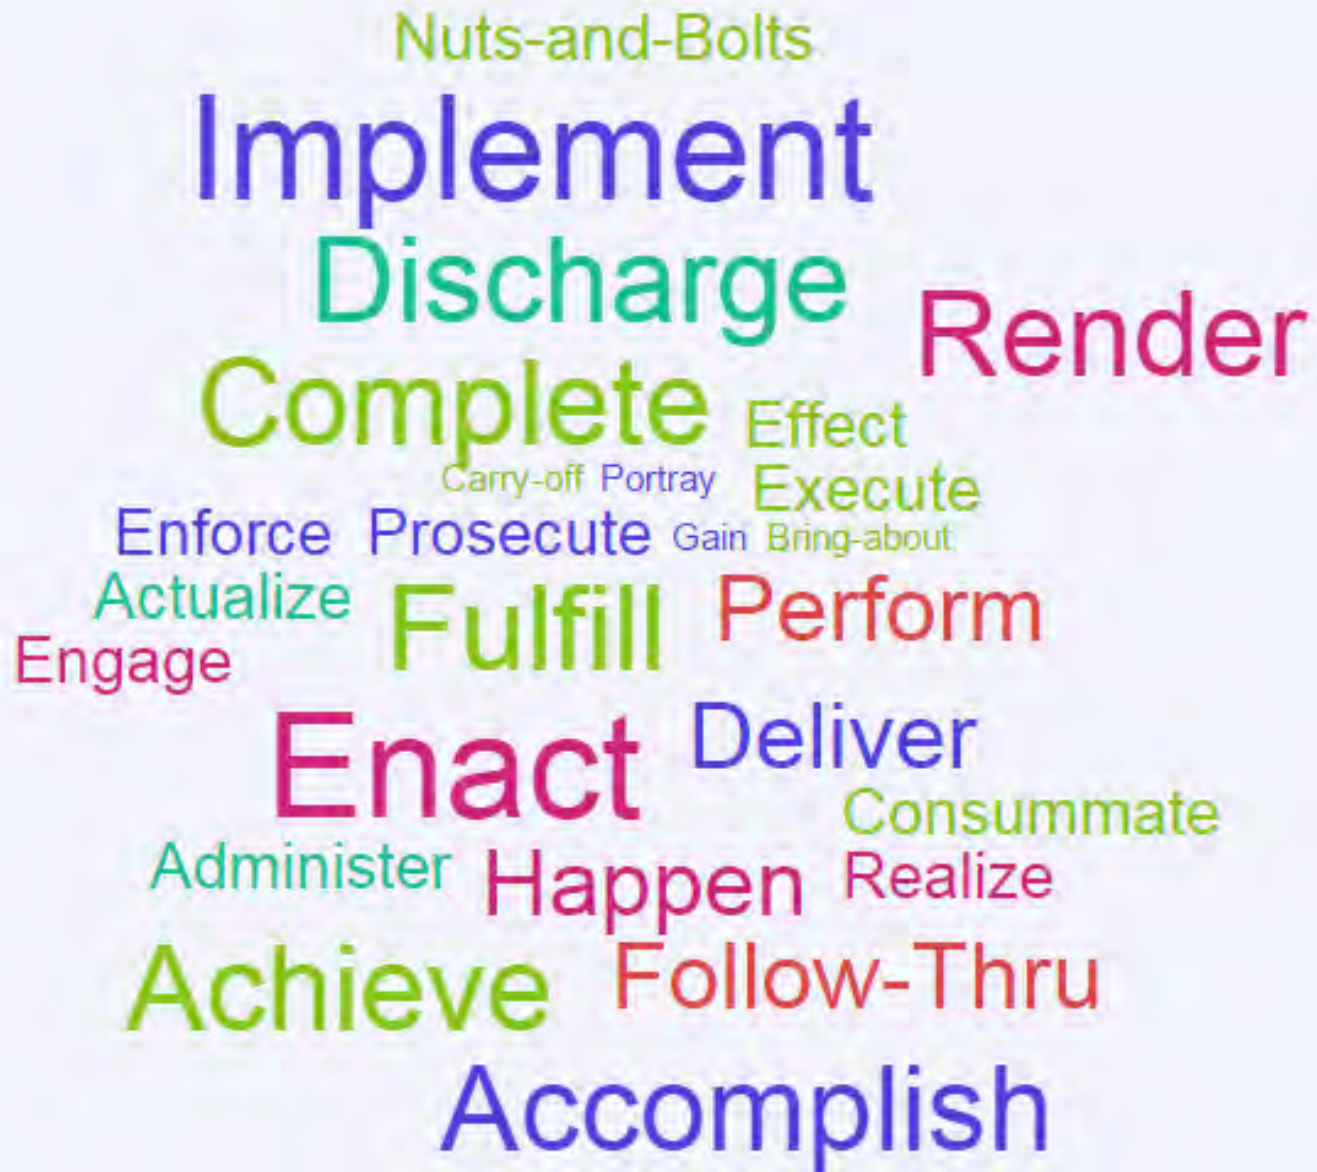 Nuts-and-Bolts
Implement
Discharge
Render
Complete
Effect
Carry-off Portray Execute
Enforce Prosecute Gain Bring-about
Actualize Fulfill Perform
Engage
Enact Deliver
Consummate
Administer Happen Realize
Achieve Follow-Thru
Accomplish